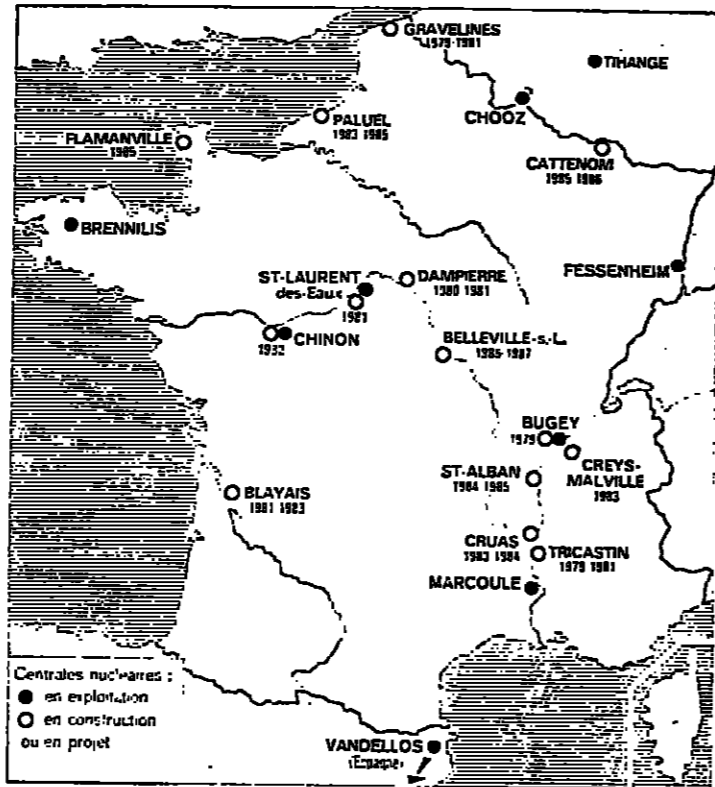 GRAVELINES
1979-1981
TIHANGE
CHOOZ
PALUEL
1983 1985
FLAMANVILLE
1985
CATTENOM
1985 1986
BRENNILIS
FESSENHEIM
ST-LAURENT
des-Eaux
1981
DAMPIERRE
1980 1981
1932
CHINON
BELLEVILLE-s.-L.
1985-1987
BUGEY
1979
CREYS-
MALVILLE
1983
ST-ALBAN
1984 1985
BLAYAIS
1981 1983
CRUAS
1983 1984
TRICASTIN
1979 1981
MARCOULE
Centrales nucléaires :
en exploitation
en construction
ou en projet
VANDELLOS
(Espagne)